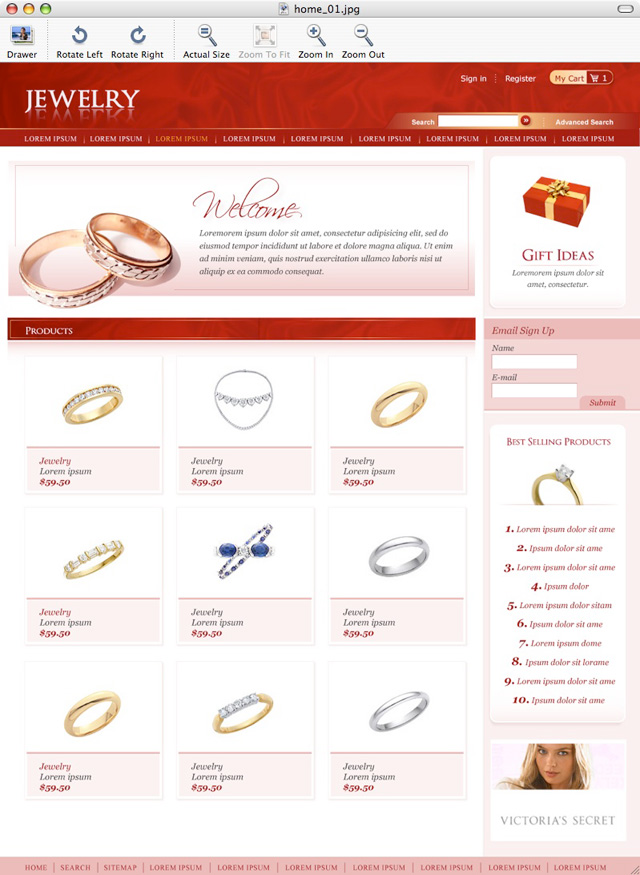 home_01.jpg
Drawer Rotate Left Rotate Right Actual Size Zoom To Fit Zoom In Zoom Out
Sign in Register My Cart 1
JEWELRY
Search Advanced Search
LOREM IPSUM LOREM IPSUM LOREM IPSUM LOREM IPSUM LOREM IPSUM LOREM IPSUM LOREM IPSUM LOREM IPSUM LOREM IPSUM
Welcome
Loremorem ipsum dolor sit amet, consectetur adipisicing elit, sed do
eiusmod tempor incididunt ut labore et dolore magna aliqua. Ut enim
ad minim veniam, quis nostrud exercitation ullamco laboris nisi ut
aliquip ex ea commodo consequat.
GIFT IDEAS
Lorem ipsum dolor sit
amet, consectetur.
PRODUCTS
Jewelry
Lorem ipsum
$59.50
Jewelry
Lorem ipsum
$59.50
Jewelry
Lorem ipsum
$59.50
Jewelry
Lorem ipsum
$59.50
Jewelry
Lorem ipsum
$59.50
Jewelry
Lorem ipsum
$59.50
Jewelry
Lorem ipsum
$59.50
Jewelry
Lorem ipsum
$59.50
Jewelry
Lorem ipsum
$59.50
Email Sign Up
Name
E-mail
Submit
BEST SELLING PRODUCTS
1. Lorem ipsum dolor sit ame
2. Ipsum dolor sit ame
3. Lorem ipsum dolor sit ame
4. Ipsum dolor
5. Lorem ipsum dolor sitam
6. Ipsum dolor sit ame
7. Lorem ipsum dome
8. Ipsum dolor sit lorame
9. Lorem ipsum dolor sit ame
10. Ipsum dolor sit ame
VICTORIA'S SECRET
HOME SEARCH SITEMAP LOREM IPSUM LOREM IPSUM LOREM IPSUM LOREM IPSUM LOREM IPSUM LOREM IPSUM LOREM IPSUM